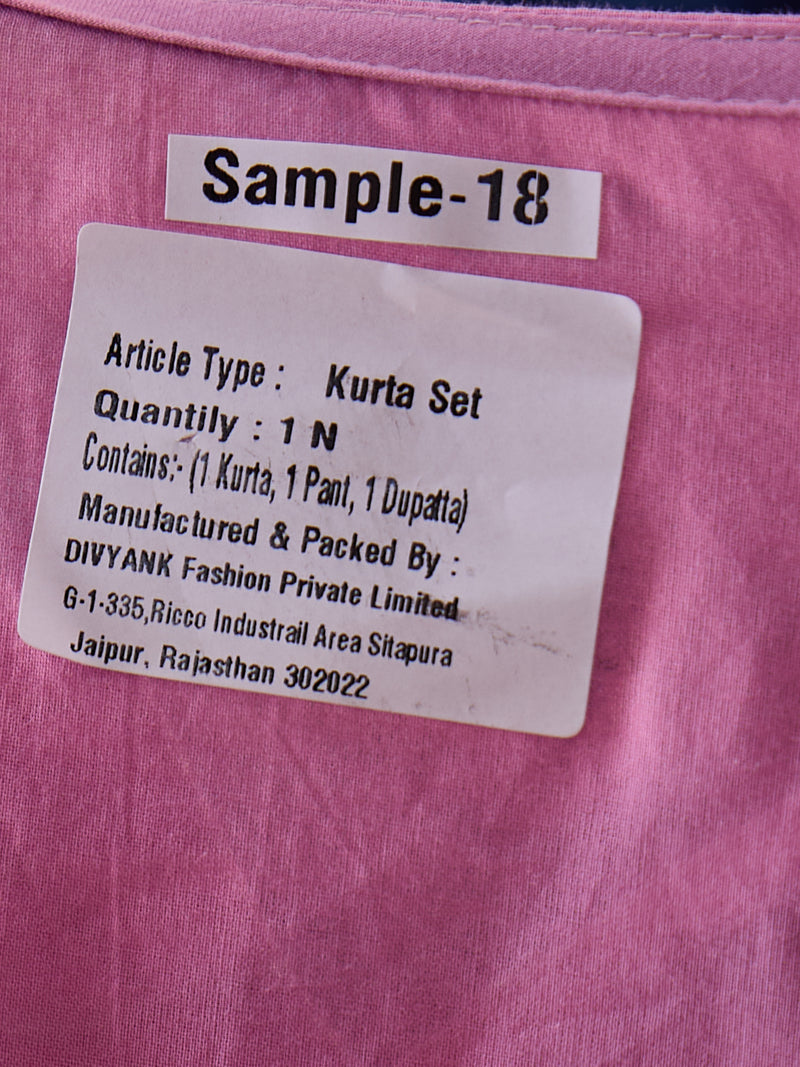 Sample-18
Article Type : Kurta Set
Quantily : 1 N
Contains:- (1 Kurta, 1 Pant, 1 Dupatta)
Manufactured & Packed By :
DIVYANK Fashion Private Limited
G-1-335,Ricco Industrail Area Sitapura
Jaipur, Rajasthan 302022